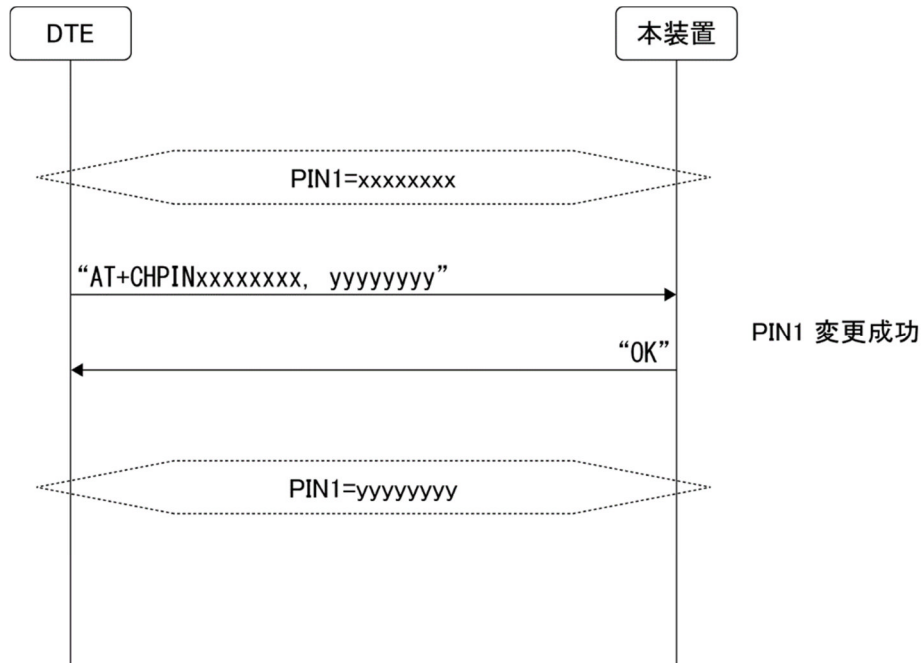 DTE
本装置
PIN1=xxxxxxxx
“AT+CHPINxxxxxxxx, yyyyyyyy”
PIN1 変更成功
“OK”
PIN1=yyyyyyyy